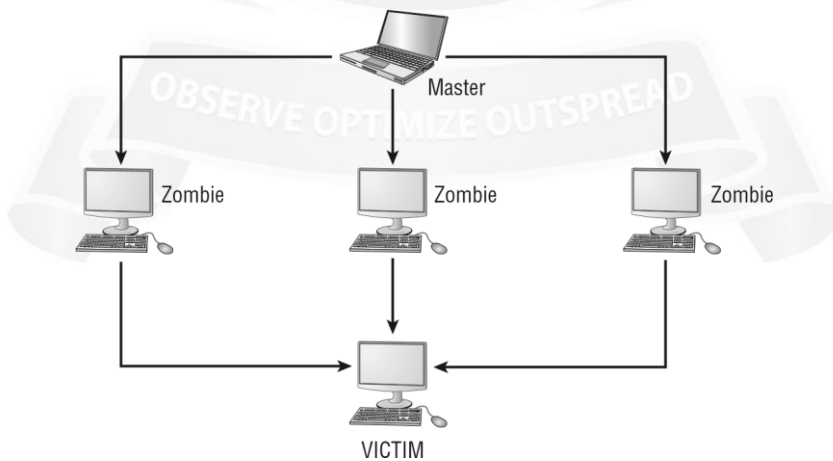 Master
OBSERVE OPTIMIZE OUTSPREAD
Zombie
Zombie
Zombie
VICTIM